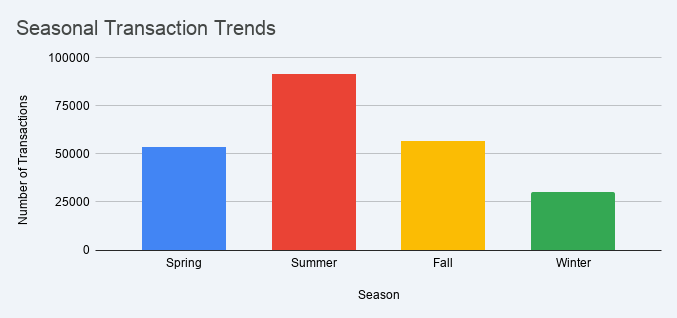 Seasonal Transaction Trends
100000
75000
50000
25000
0
Number of Transactions
Spring Summer Fall Winter
Season